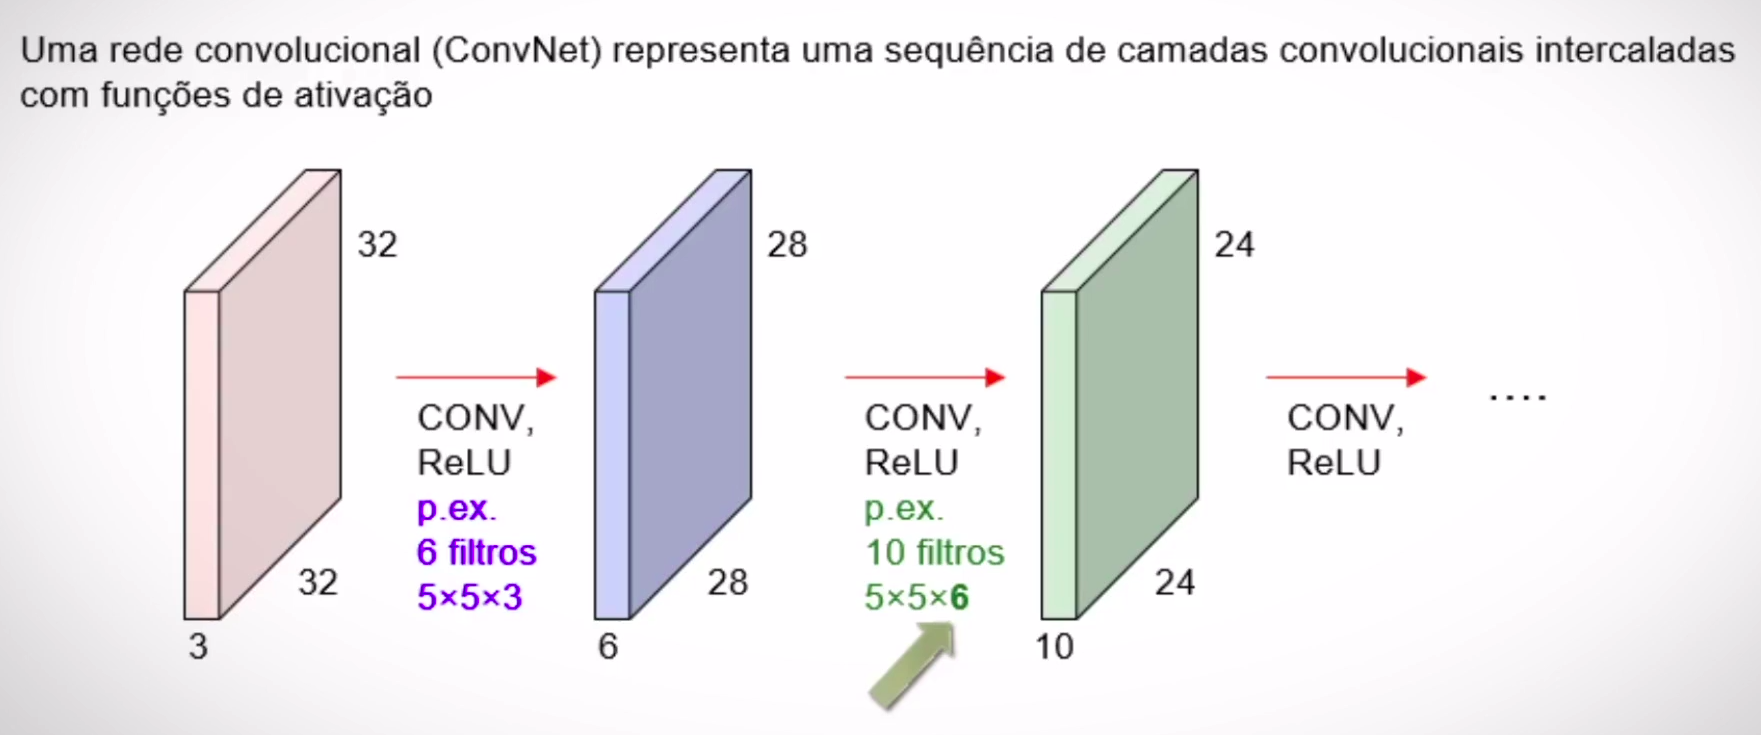 Uma rede convolucional (ConvNet) representa uma sequência de camadas convolucionais intercaladas
com funções de ativação
32
32
3
CONV,
ReLU
p.ex.
6 filtros
5×5×3
28
28
6
CONV,
ReLU
p.ex.
10 filtros
5×5×6
24
24
10
CONV,
ReLU
....